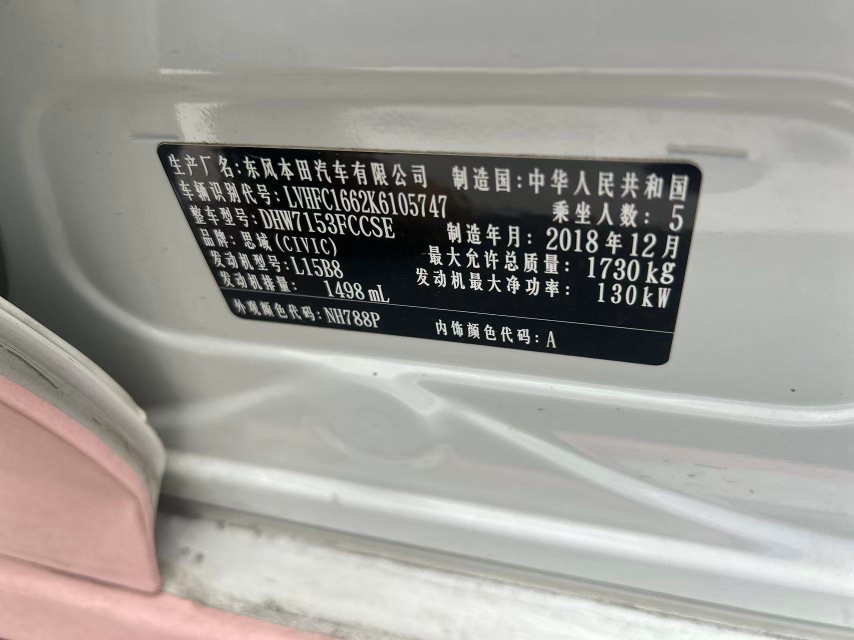 生产厂名:东风本田汽车有限公司 制造国:中华人民共和国
车辆识别代号:LVHFC1662K6105747 乘坐人数:5
整车型号:DHW7153FCCSE 制造年月:2018年12月
品牌:思域(CIVIC) 最大允许总质量:1730kg
发动机型号:L15B8 发动机最大净功率:130kW
发动机排量:1498mL
外观颜色代码:NH788P 内饰颜色代码:A